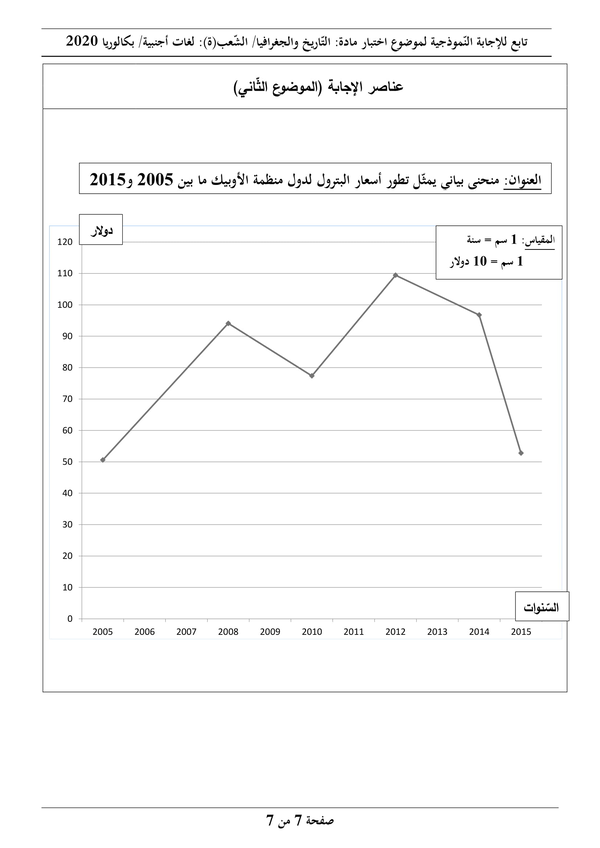 تابع للإجابة النّموذجية لموضوع اختبار مادة: التّاريخ والجغرافيا/ الشّعب(ة): لغات أجنبية/ بكالوريا 2020
عناصر الإجابة (الموضوع الثّاني)
العنوان: منحنى بياني يمثّل تطور أسعار البترول لدول منظمة الأوبيك ما بين 2005 و2015
دولار
المقياس: 1 سم = سنة
1 سم = 10 دولار
120
110
100
90
80
70
60
50
40
30
20
10
0
السّنوات
2005 2006 2007 2008 2009 2010 2011 2012 2013 2014 2015
صفحة 7 من 7